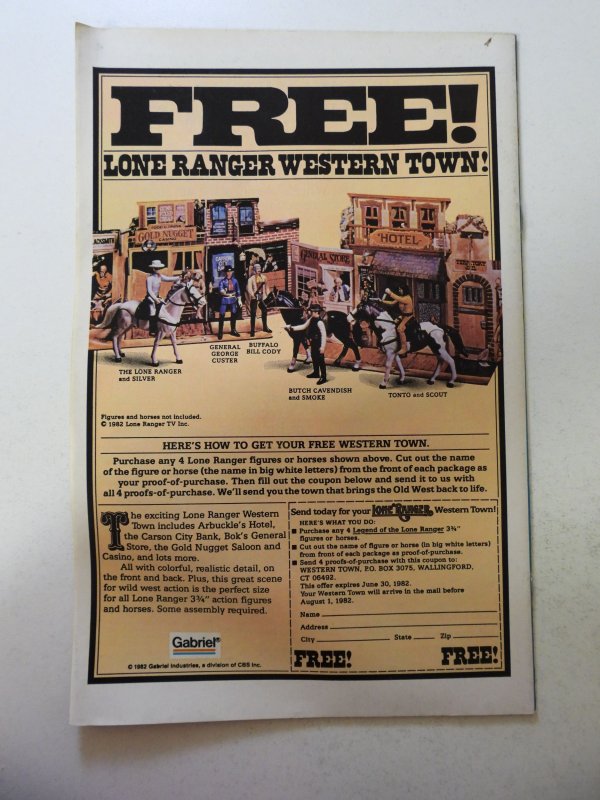 FREE!
LONE RANGER WESTERN TOWN!
FOOD & DRINK
GOLD NUGGET
CASINO
HOTEL
GENERAL STORE
THE LONE RANGER
and SILVER
GENERAL
GEORGE
CUSTER
BUFFALO
BILL CODY
BUTCH CAVENDISH
and SMOKE
TONTO and SCOUT
Figures and horses not included.
© 1982 Lone Ranger TV Inc.
HERE'S HOW TO GET YOUR FREE WESTERN TOWN.
Purchase any 4 Lone Ranger figures or horses shown above. Cut out the name
of the figure or horse (the name in big white letters) from the front of each package as
your proof-of-purchase. Then fill out the coupon below and send it to us with
all 4 proofs-of-purchase. We'll send you the town that brings the Old West back to life.
The exciting Lone Ranger Western
Town includes Arbuckle's Hotel,
the Carson City Bank, Bok's General
Store, the Gold Nugget Saloon and
Casino, and lots more.
All with colorful, realistic detail, on
the front and back. Plus, this great scene
for wild west action is the perfect size
for all Lone Ranger 3¾" action figures
and horses. Some assembly required.
Gabriel®
© 1982 Gabriel Industries, a division of CBS Inc.
Send today for your LONE RANGER Western Town!
HERE'S WHAT YOU DO:
■ Purchase any 4 Legend of the Lone Ranger 3¾"
figures or horses.
■ Cut out the name of figure or horse (in big white letters)
from front of each package as proof-of-purchase.
■ Send 4 proofs-of-purchase with this coupon to:
WESTERN TOWN, P.O. BOX 3075, WALLINGFORD,
CT 06492.
This offer expires June 30, 1982.
Your Western Town will arrive in the mail before
August 1, 1982.
Name
Address
City State Zip
FREE! FREE!